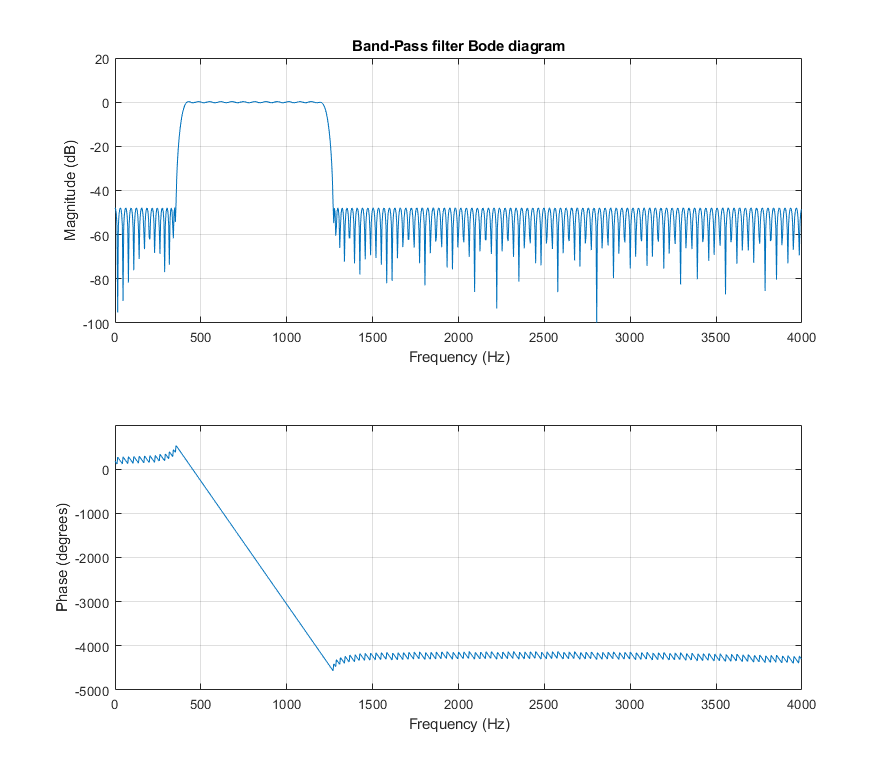 Band-Pass filter Bode diagram
20
0
-20
-40
-60
-80
-100
Magnitude (dB)
0 500 1000 1500 2000 2500 3000 3500 4000
Frequency (Hz)
0
-1000
-2000
-3000
-4000
-5000
Phase (degrees)
0 500 1000 1500 2000 2500 3000 3500 4000
Frequency (Hz)